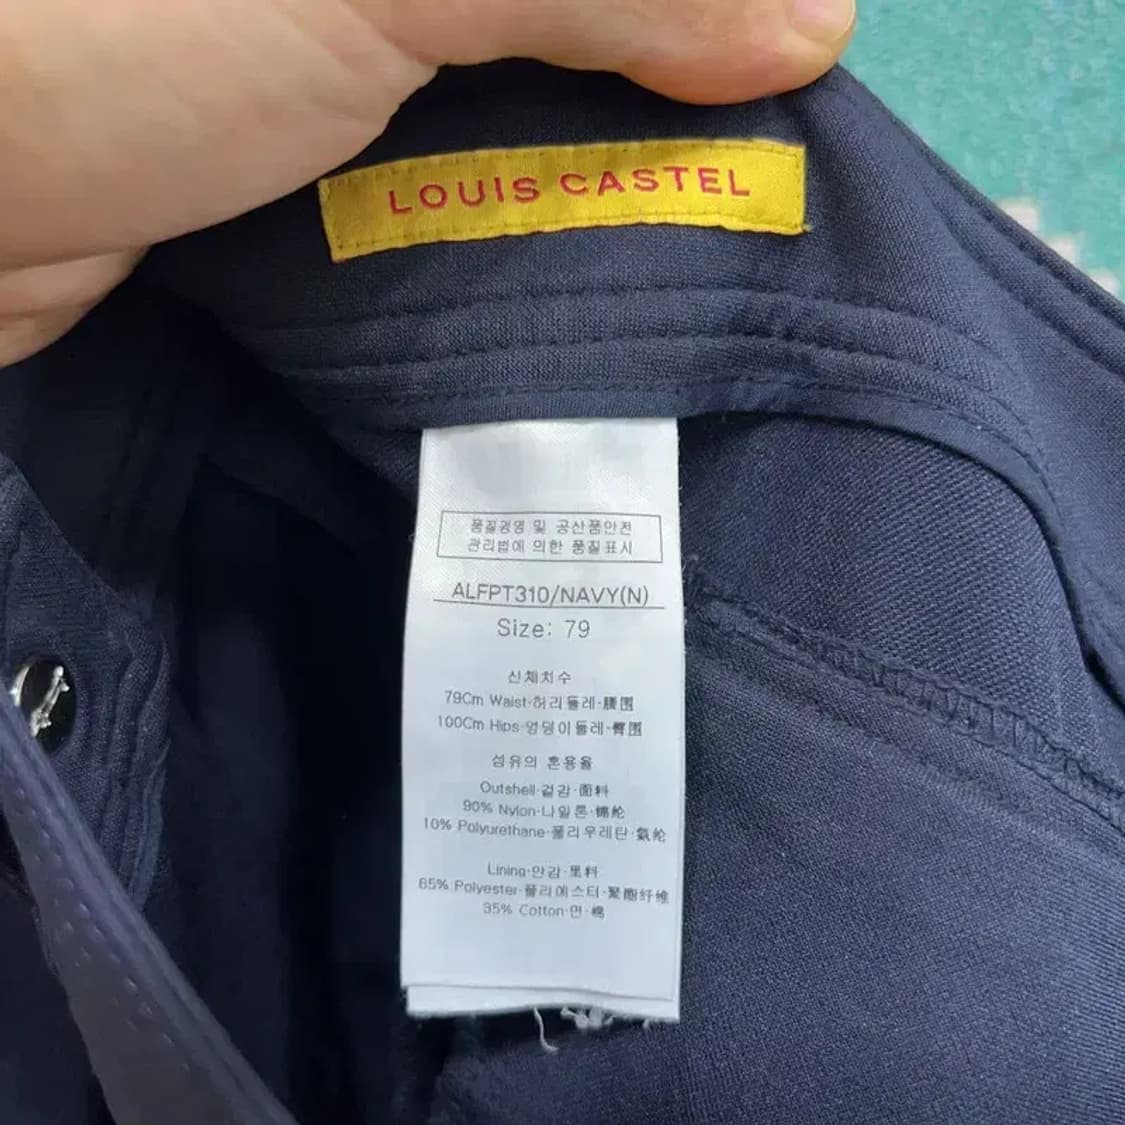 LOUIS CASTEL
품질경영 및 공산품안전
관리법에 의한 품질표시
ALFPT310/NAVY(N)
Size: 79
신체치수
79Cm Waist·허리둘레·腰围
100Cm Hips·엉덩이둘레·臀围
섬유의 혼용율
Outshell·겉감·面料
90% Nylon·나일론·锦纶
10% Polyurethane·폴리우레탄·氨纶
Lining·안감·里料
65% Polyester·폴리에스터·聚酯纤维
35% Cotton·면·棉